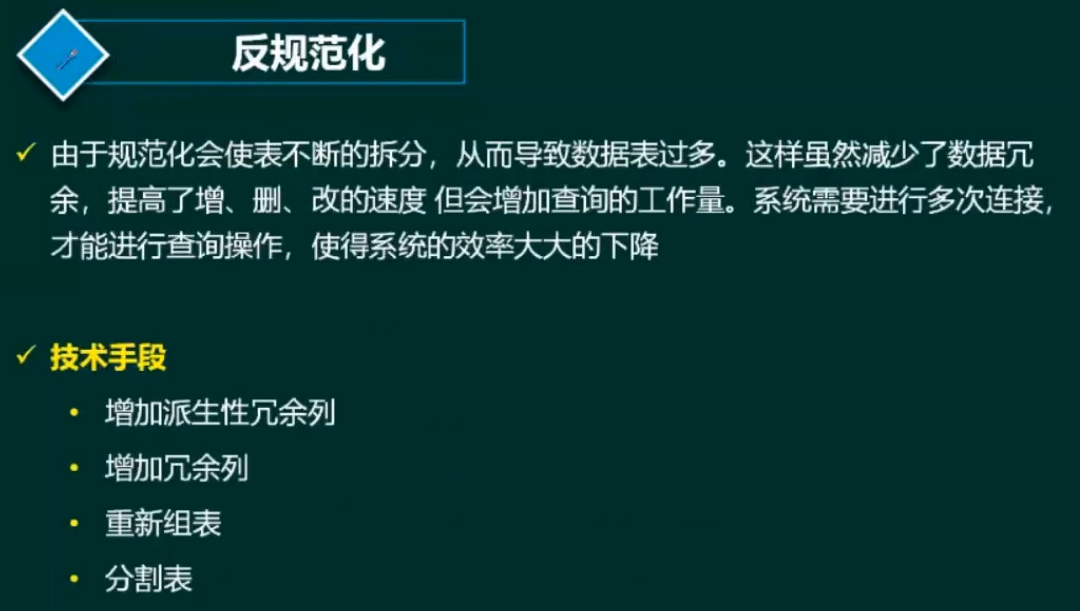 反规范化
由于规范化会使表不断的拆分，从而导致数据表过多。这样虽然减少了数据冗
余，提高了增、删、改的速度 但会增加查询的工作量。系统需要进行多次连接，
才能进行查询操作，使得系统的效率大大的下降
技术手段
增加派生性冗余列
增加冗余列
重新组表
分割表